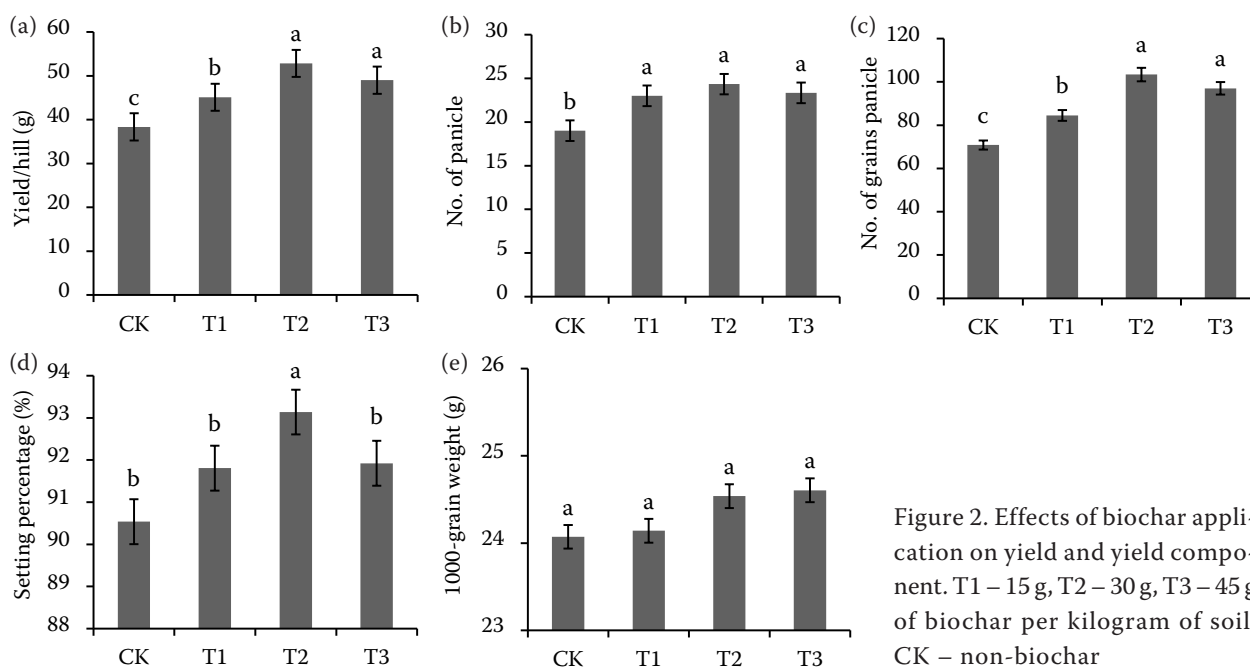 (a)
60
50
40
30
20
10
0
Yield/hill (g)
c
b
a
a
CK T1 T2 T3
(b)
30
25
20
15
10
5
0
No. of panicle
b
a
a
a
CK T1 T2 T3
(c)
120
100
80
60
40
20
0
No. of grains panicle
c
b
a
a
CK T1 T2 T3
(d)
94
93
92
91
90
89
88
Setting percentage (%)
b
b
a
b
CK T1 T2 T3
(e)
26
25
24
23
1000-grain weight (g)
a
a
a
a
CK T1 T2 T3
Figure 2. Effects of biochar appli-
cation on yield and yield compo-
nent. T1 – 15 g, T2 – 30 g, T3 – 45 g
of biochar per kilogram of soil
CK – non-biochar